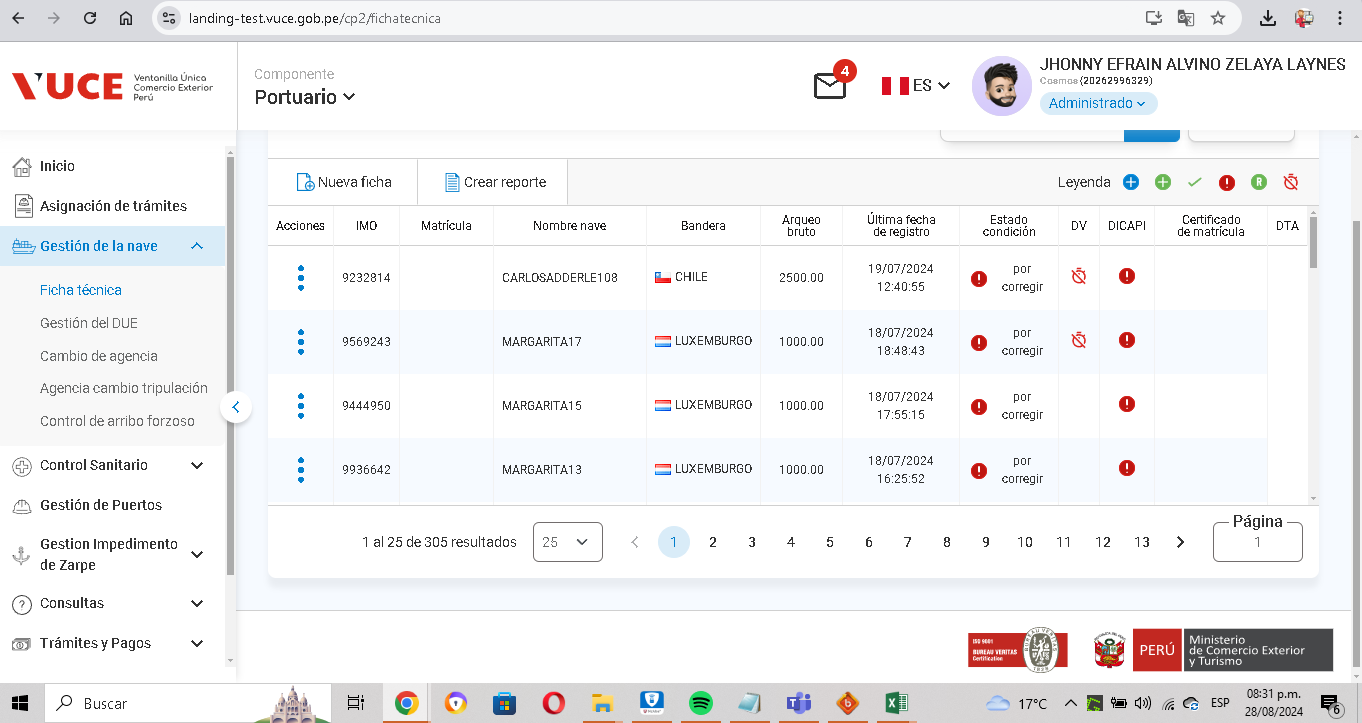 landing-test.vuce.gob.pe/cp2/fichatecnica
VUCE
Ventanilla Única
Comercio Exterior
Perú
Componente
Portuario
4
ES
JHONNY EFRAIN ALVINO ZELAYA LAYNES
Cosmos (20262996329)
Administrado
Inicio
Asignación de trámites
Gestión de la nave
Ficha técnica
Gestión del DUE
Cambio de agencia
Agencia cambio tripulación
Control de arribo forzoso
Control Sanitario
Gestión de Puertos
Gestion Impedimento
de Zarpe
Consultas
Trámites y Pagos
Nueva ficha
Crear reporte
Leyenda
R
Acciones IMO Matrícula Nombre nave Bandera Arqueo bruto Última fecha de registro Estado condición DV DICAPI Certificado de matrícula DTA
9232814 CARLOSADDERLE108 CHILE 2500.00 19/07/2024 12:40:55 por corregir
9569243 MARGARITA17 LUXEMBURGO 1000.00 18/07/2024 18:48:43 por corregir
9444950 MARGARITA15 LUXEMBURGO 1000.00 18/07/2024 17:55:15 por corregir
9936642 MARGARITA13 LUXEMBURGO 1000.00 18/07/2024 16:25:52 por corregir
1 al 25 de 305 resultados
25
1 2 3 4 5 6 7 8 9 10 11 12 13
Página
1
ISO 9001
BUREAU VERITAS
Certification
PERÚ
Ministerio
de Comercio Exterior
y Turismo
Buscar
17°C
ESP
08:31 p.m.
28/08/2024
6